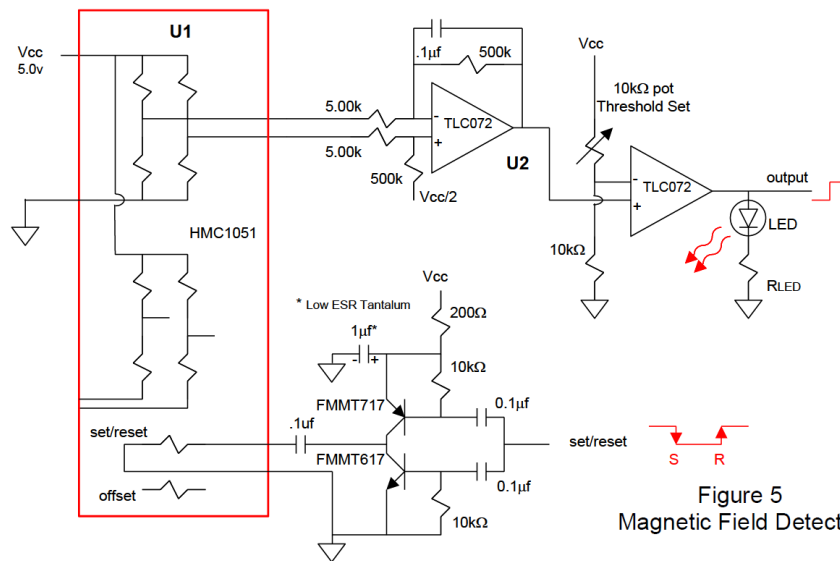 U1
Vcc
5.0v
.1µf
500k
5.00k
5.00k
TLC072
-
+
U2
500k
Vcc/2
Vcc
10kΩ pot
Threshold Set
TLC072
-
+
output
LED
10kΩ
RLED
HMC1051
Vcc
* Low ESR Tantalum
200Ω
1µf*
- +
10kΩ
FMMT717
0.1µf
.1uf
set/reset
FMMT617
set/reset
0.1µf
offset
10kΩ
S R
Figure 5
Magnetic Field Detect